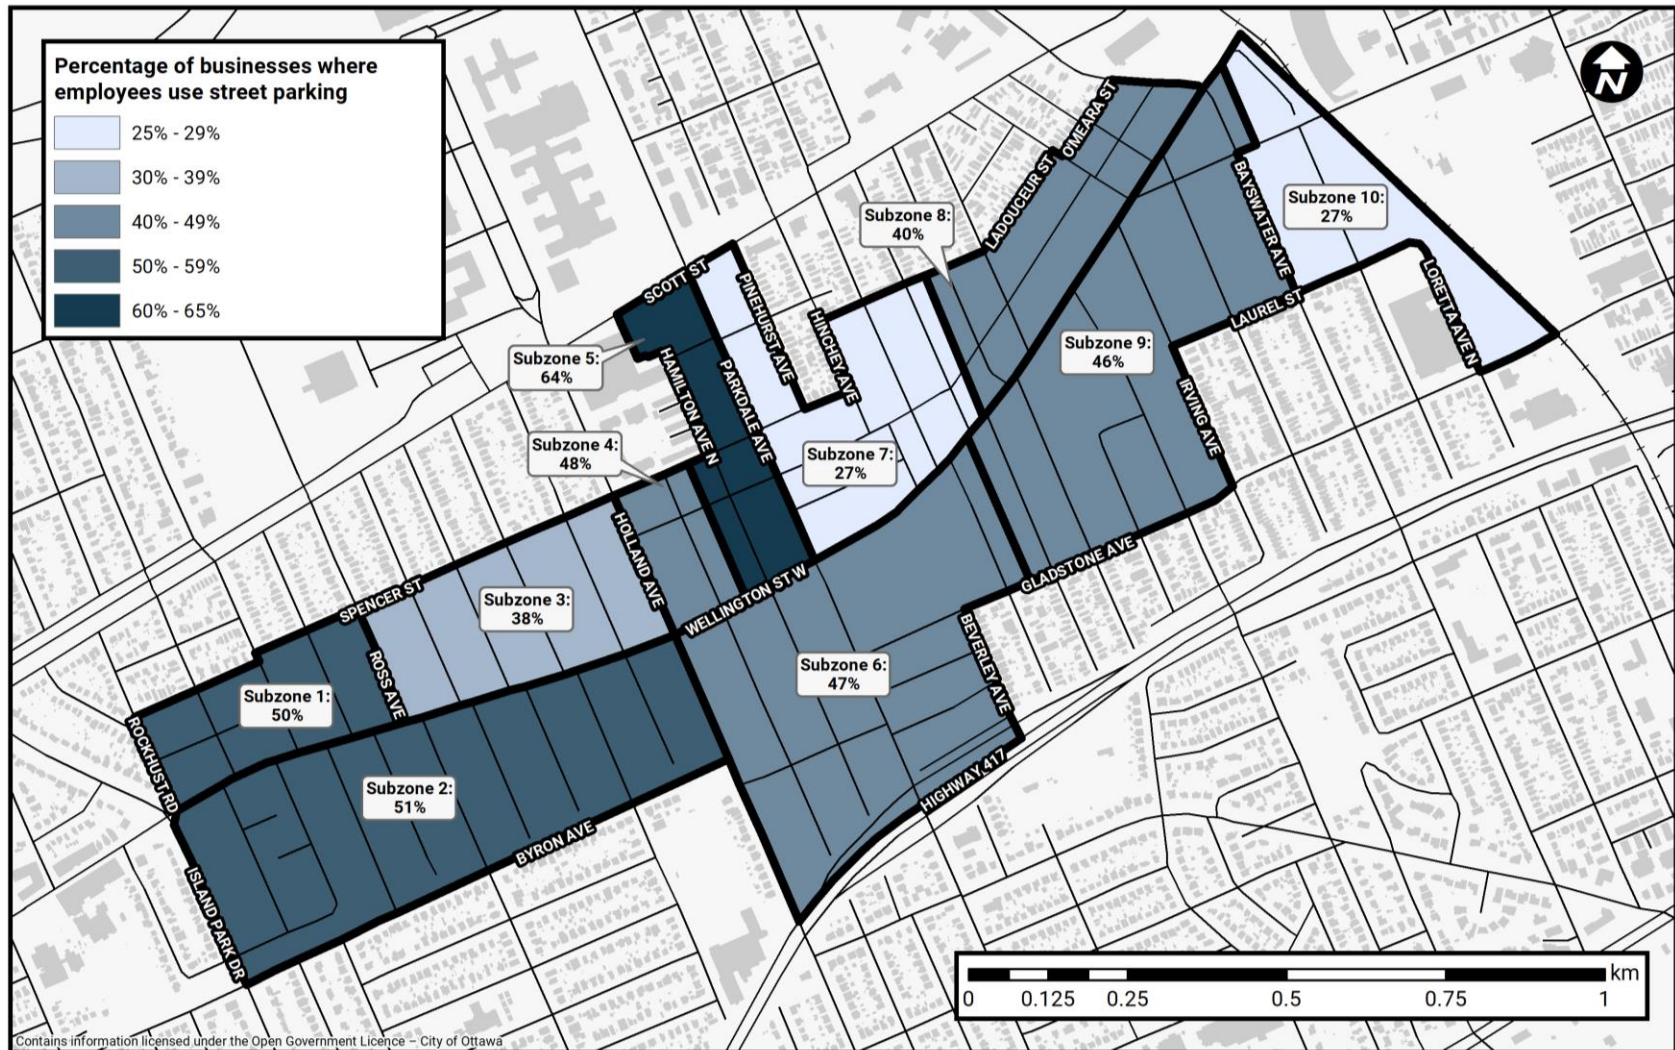 Percentage of businesses where
employees use street parking
25% - 29%
30% - 39%
40% - 49%
50% - 59%
60% - 65%
N
O'MEARA ST
LADOUCEUR ST
BAYSWATER AVE
Subzone 10:
27%
Subzone 8:
40%
SCOTT ST
PINEHURST AVE
HINCHEY AVE
LAUREL ST
LORETTA AVE N
Subzone 5:
64%
HAMILTON AVE N
PARKDALE AVE
Subzone 9:
46%
IRVING AVE
Subzone 4:
48%
Subzone 7:
27%
HOLLAND AVE
WELLINGTON ST W
GLADSTONE AVE
SPENCER ST
Subzone 3:
38%
BEVERLEY AVE
ROSS AVE
Subzone 6:
47%
Subzone 1:
50%
ROCKHUST RD
Subzone 2:
51%
HIGHWAY 417
BYRON AVE
ISLAND PARK DR
km
0
0.125
0.25
0.5
0.75
1
Contains information licensed under the Open Government Licence – City of Ottawa